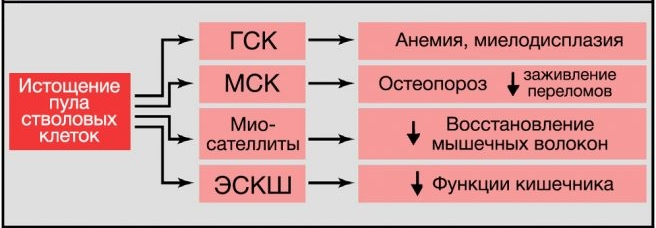 Истощение
пула
стволовых
клеток
ГСК
Анемия, миелодисплазия
МСК
Остеопороз ↓ заживление
переломов
Мио-
сателлиты
↓ Восстановление
мышечных волокон
ЭСКШ
↓ Функции кишечника